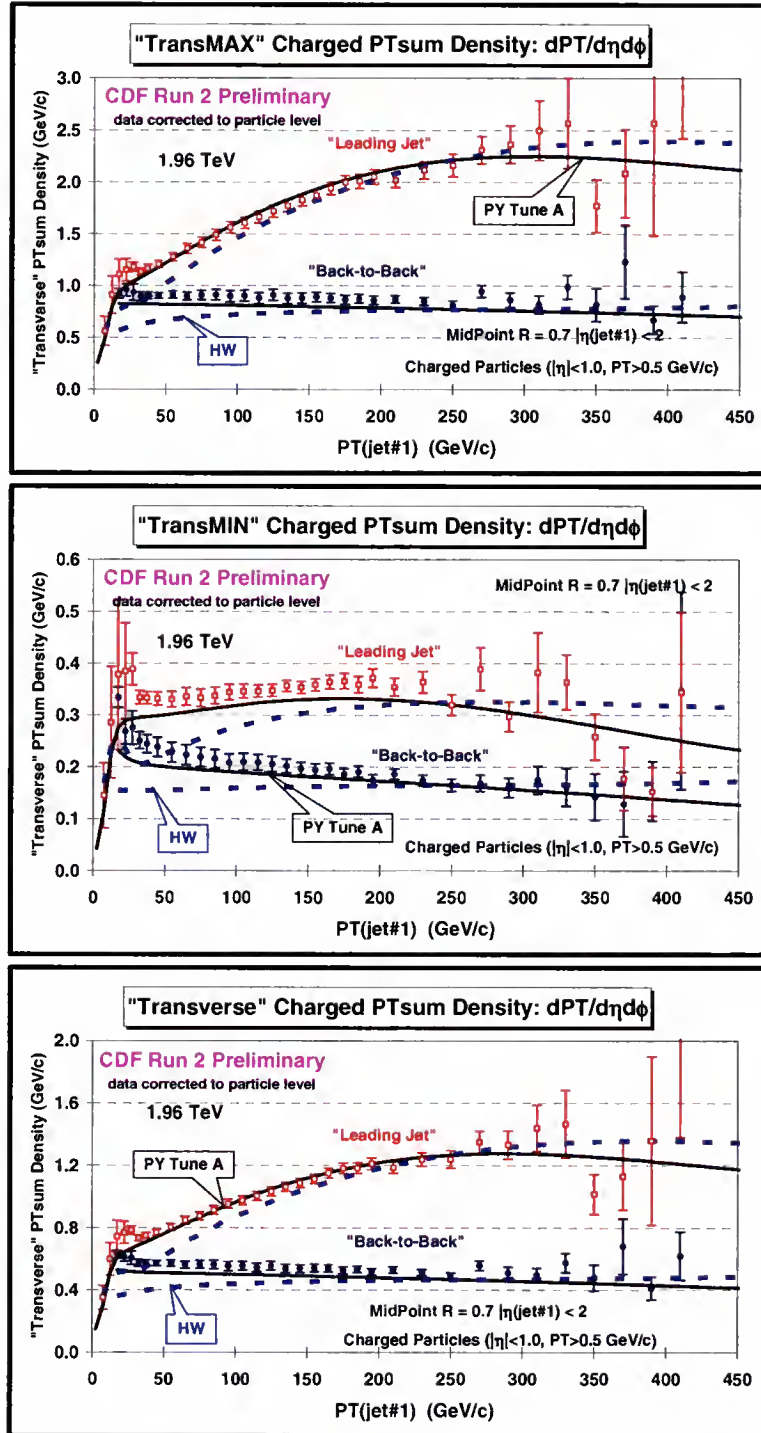 "TransMAX" Charged PTsum Density: dPT/dηdϕ
"Transvarse" PTsum Density (GeV/c)
3.0
2.5
2.0
1.5
1.0
0.5
0.0
CDF Run 2 Preliminary
data corrected to particle level
1.96 TeV
"Leading Jet"
PY Tune A
"Back-to-Back"
HW
MidPoint R = 0.7 |η(jet#1) < 2
Charged Particles (|η|<1.0, PT>0.5 GeV/c)
0 50 100 150 200 250 300 350 400 450
PT(jet#1) (GeV/c)
"TransMIN" Charged PTsum Density: dPT/dηdϕ
"Transverse" PTsum Density (GeV/c)
0.6
0.5
0.4
0.3
0.2
0.1
0.0
CDF Run 2 Preliminary
data corrected to particle level
MidPoint R = 0.7 |η(jet#1) < 2
1.96 TeV
"Leading Jet"
"Back-to-Back"
HW
PY Tune A
Charged Particles (|η|<1.0, PT>0.5 GeV/c)
0 50 100 150 200 250 300 350 400 450
PT(jet#1) (GeV/c)
"Transverse" Charged PTsum Density: dPT/dηdϕ
"Transverse" PTsum Density (GeV/c)
2.0
1.6
1.2
0.8
0.4
0.0
CDF Run 2 Preliminary
data corrected to particle level
1.96 TeV
"Leading Jet"
PY Tune A
"Back-to-Back"
HW
MidPoint R = 0.7 |η(jet#1) < 2
Charged Particles (|η|<1.0, PT>0.5 GeV/c)
0 50 100 150 200 250 300 350 400 450
PT(jet#1) (GeV/c)